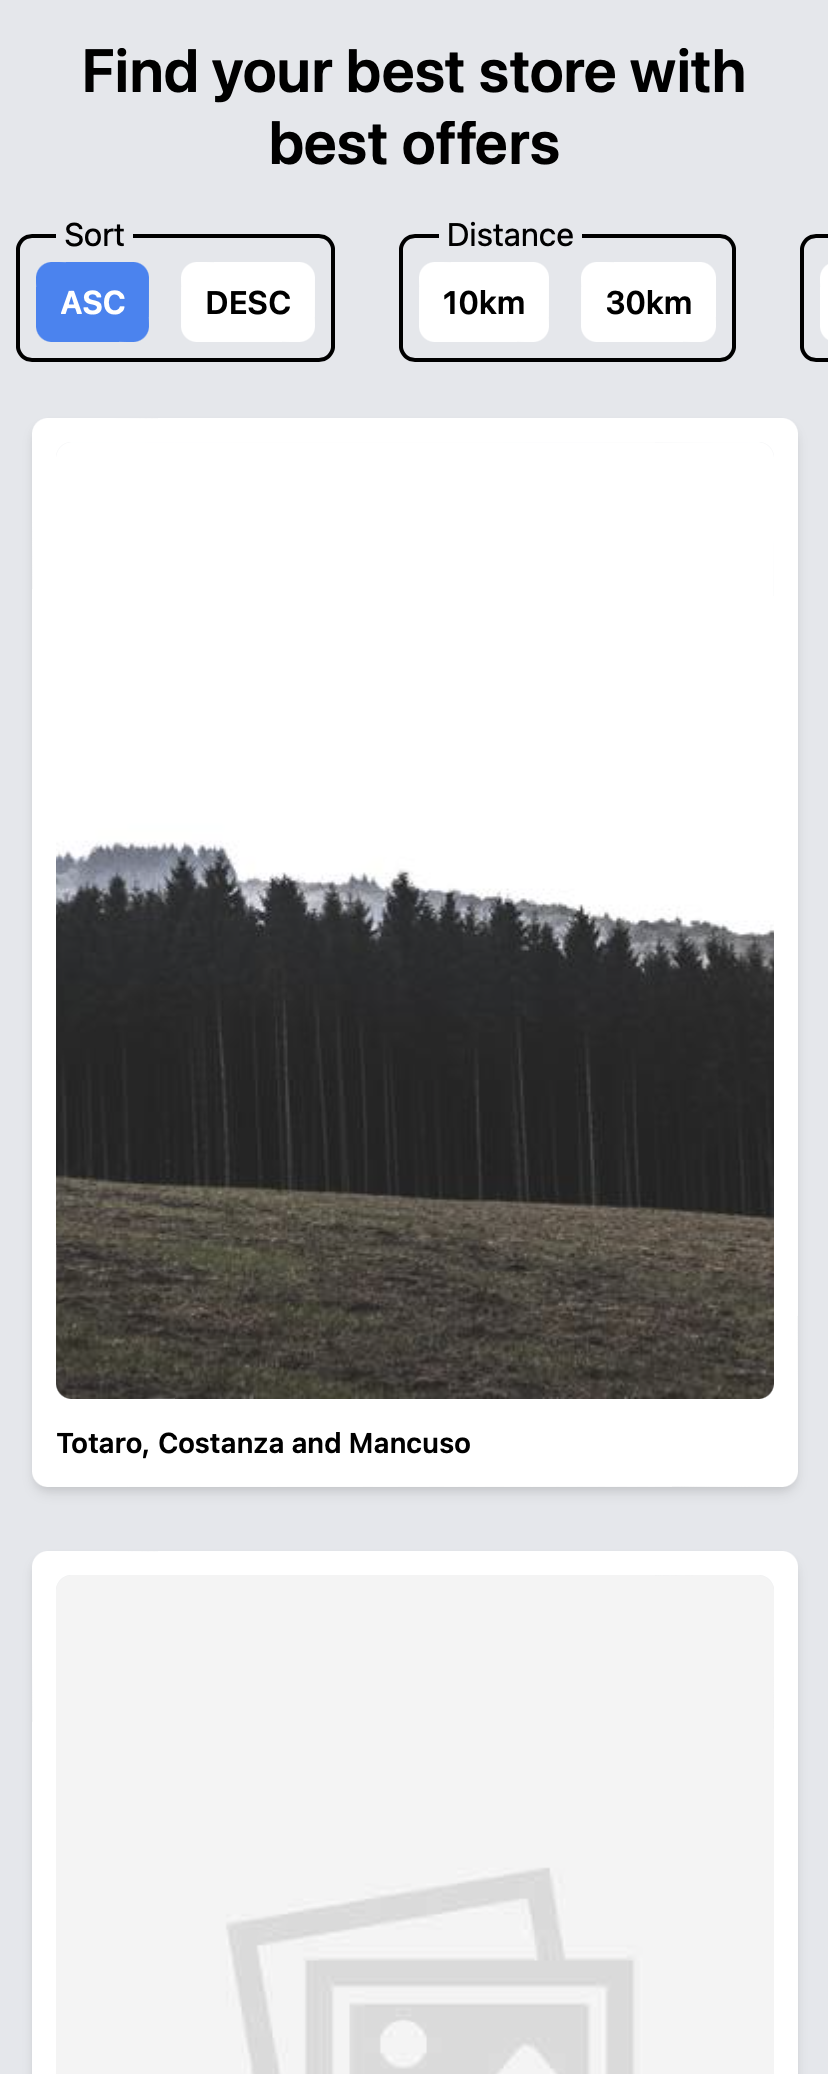 Find your best store with
best offers
Sort
Distance
ASC
DESC
10km
30km
Totaro, Costanza and Mancuso